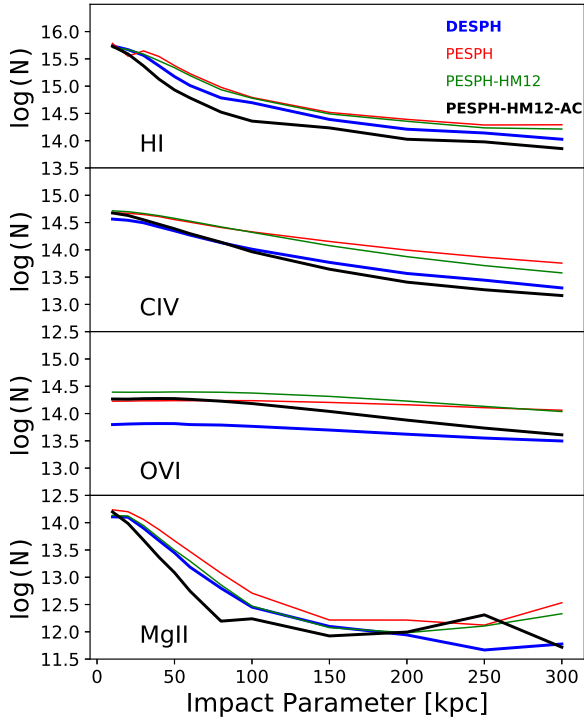 log(N)
16.0
15.5
15.0
14.5
14.0
13.5
HI
DESPH
PESPH
PESPH-HM12
PESPH-HM12-AC
log(N)
15.0
14.5
14.0
13.5
13.0
12.5
CIV
log(N)
15.0
14.5
14.0
13.5
13.0
12.5
OVI
log(N)
14.0
13.5
13.0
12.5
12.0
11.5
MgII
0 50 100 150 200 250 300
Impact Parameter [kpc]